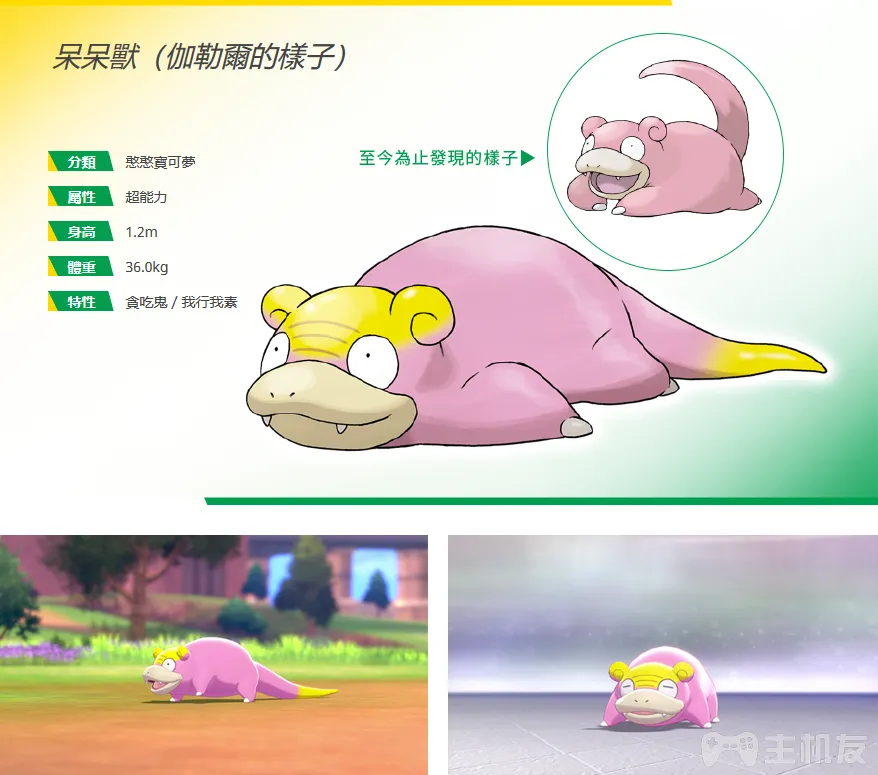 呆呆獸（伽勒爾的樣子）
至今為止發現的樣子▶
分類 憨憨寶可夢
屬性 超能力
身高 1.2m
體重 36.0kg
特性 貪吃鬼 / 我行我素
主机友